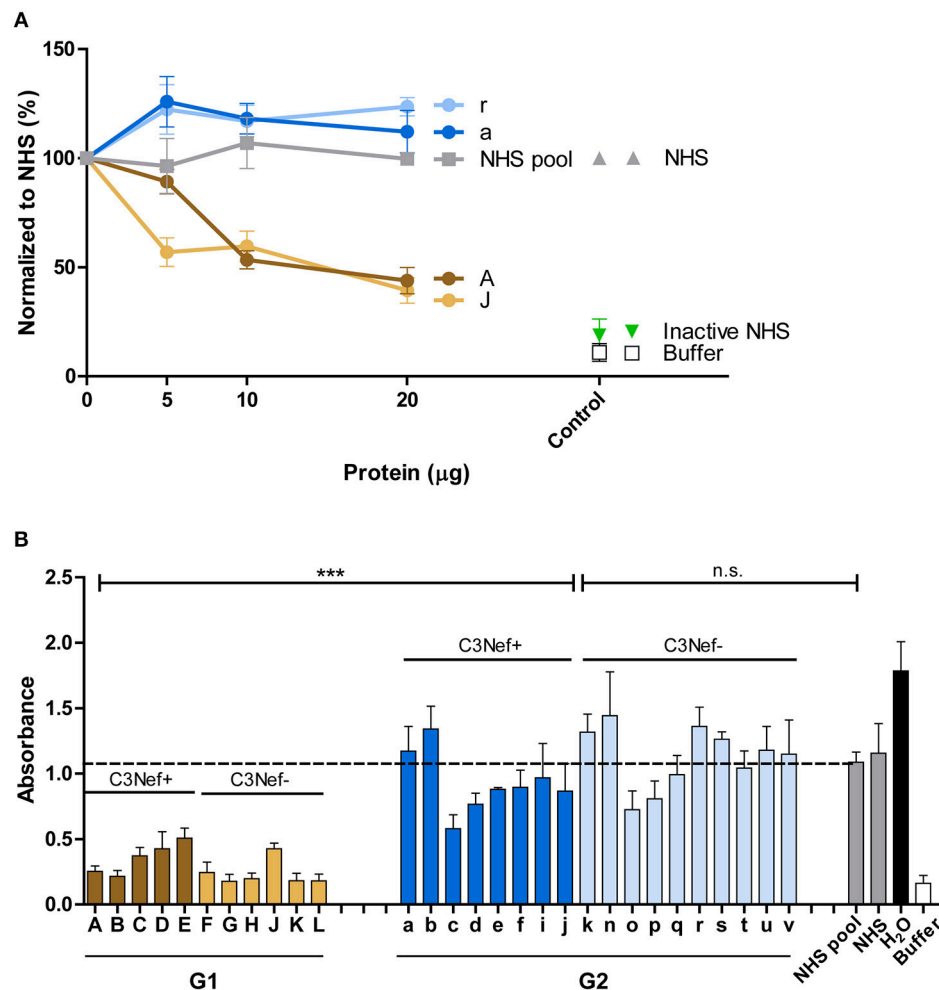 A
Normalized to NHS (%)
150
100
50
0
0 5 10 20 Control
Protein (μg)
r
a
NHS pool NHS
A
J
Inactive NHS
Buffer
B
Absorbance
2.5
2.0
1.5
1.0
0.5
0.0
*** n.s.
C3Nef+ C3Nef-
C3Nef+ C3Nef-
A B C D E F G H J K L a b c d e f i j k n o p q r s t u v NHS pool NHS H₂O Buffer
G1 G2